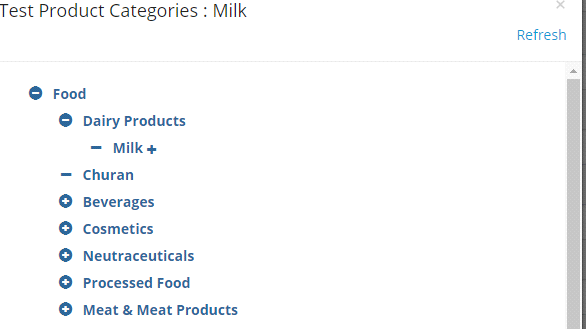 Test Product Categories : Milk
Refresh
Food
Dairy Products
Milk
Churan
Beverages
Cosmetics
Neutraceuticals
Processed Food
Meat & Meat Products